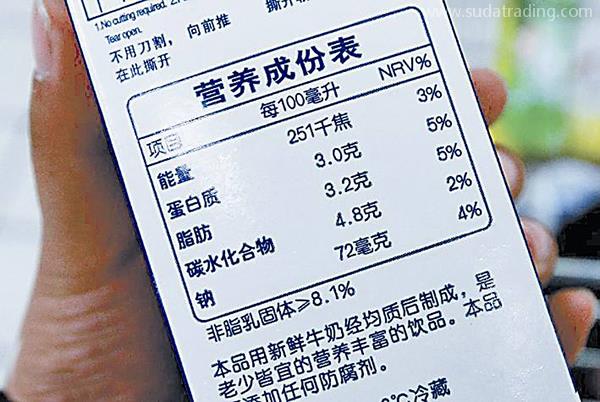 www.sudatrading.com
1.No cutting required.
Tear open.
不用刀割， 向前推
在此撕开
营养成份表
项目 每100毫升 NRV%
能量 251千焦 3%
蛋白质 3.0克 5%
脂肪 3.2克 5%
碳水化合物 4.8克 2%
钠 72毫克 4%
非脂乳固体≥8.1%
本品用新鲜牛奶经均质后制成，是
老少皆宜的营养丰富的饮品。本品
添加任何防腐剂。
℃冷藏